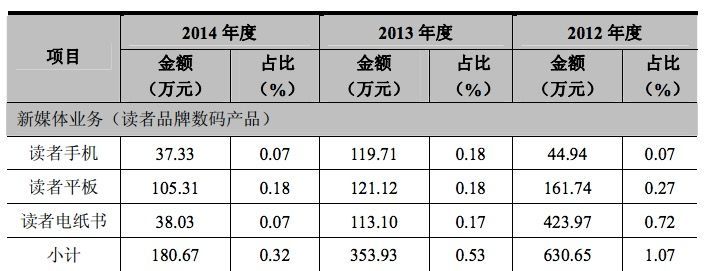 项目 2014 年度 2013 年度 2012 年度
金额（万元） 占比（%） 金额（万元） 占比（%） 金额（万元） 占比（%）
新媒体业务（读者品牌数码产品）
读者手机 37.33 0.07 119.71 0.18 44.94 0.07
读者平板 105.31 0.18 121.12 0.18 161.74 0.27
读者电纸书 38.03 0.07 113.10 0.17 423.97 0.72
小计 180.67 0.32 353.93 0.53 630.65 1.07